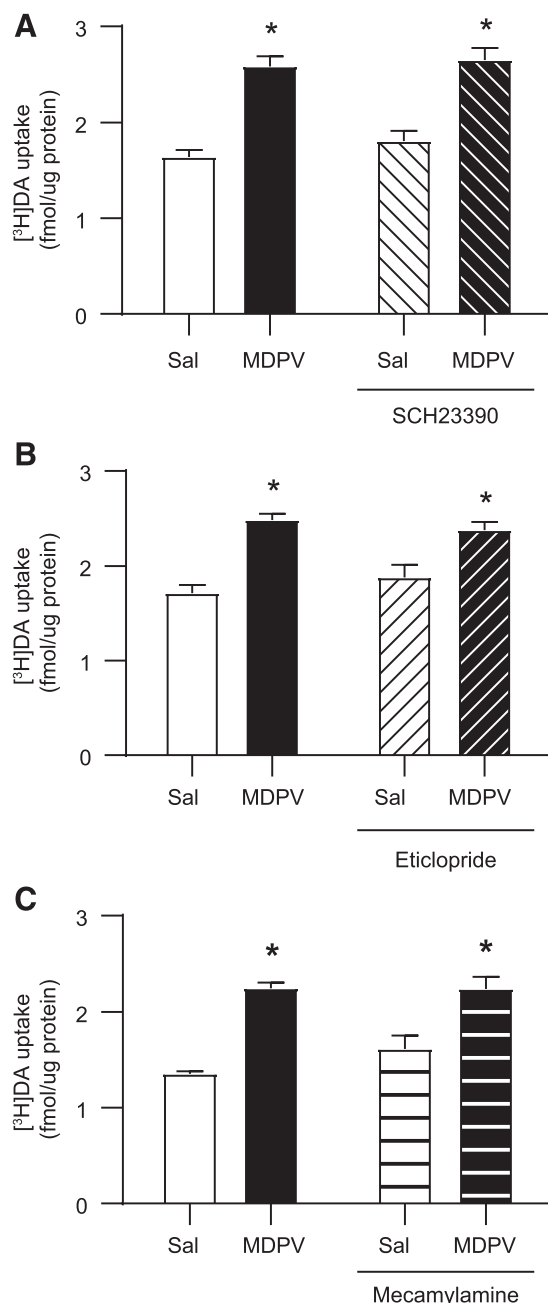 A
[³H]DA uptake
(fmol/ug protein)
3
2
1
0
*
*
Sal
MDPV
Sal
MDPV
SCH23390
B
[³H]DA uptake
(fmol/ug protein)
3
2
1
0
*
*
Sal
MDPV
Sal
MDPV
Eticlopride
C
[³H]DA uptake
(fmol/ug protein)
3
2
1
0
*
*
Sal
MDPV
Sal
MDPV
Mecamylamine